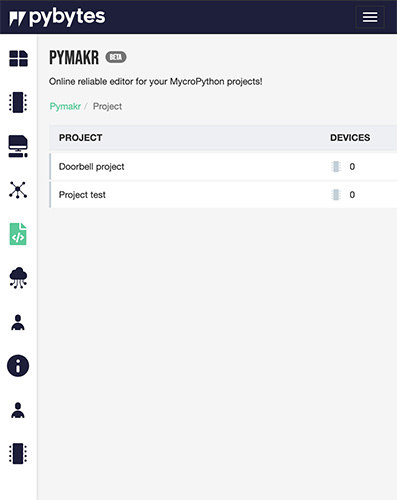 pybytes
PYMAKR BETA
Online reliable editor for your MycroPython projects!
Pymakr / Project
PROJECT DEVICES
Doorbell project 0
Project test 0